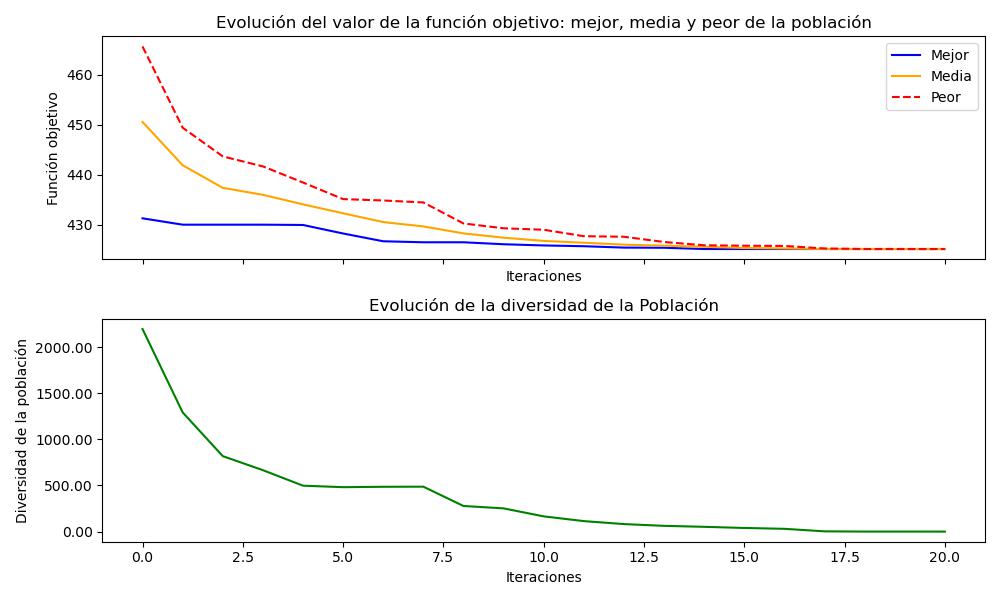 Evolución del valor de la función objetivo: mejor, media y peor de la población
Mejor
Media
Peor
Función objetivo
460
450
440
430
Iteraciones
Evolución de la diversidad de la Población
Diversidad de la población
2000.00
1500.00
1000.00
500.00
0.00
0.0 2.5 5.0 7.5 10.0 12.5 15.0 17.5 20.0
Iteraciones